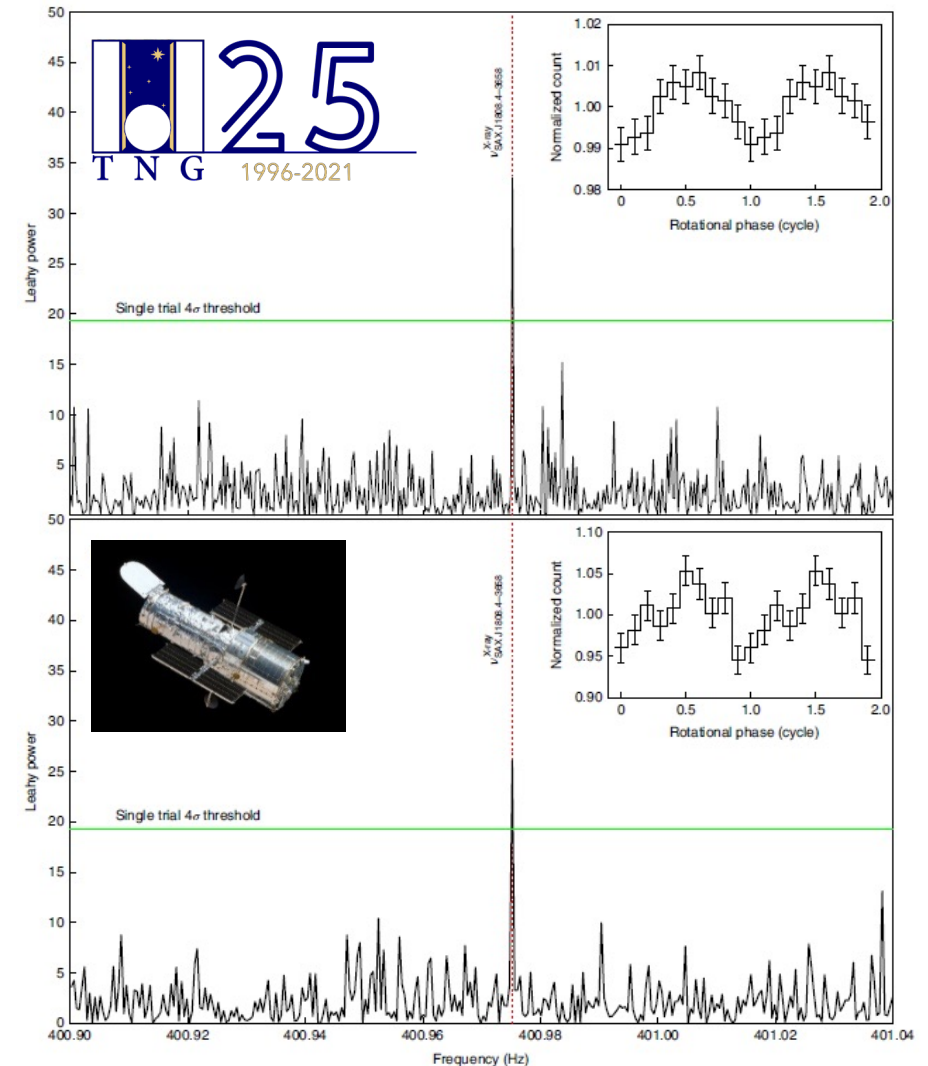 50
45
40
35
30
25
20
15
10
5
Leahy power
TNG
25
1996-2021
Single trial 4σ threshold
X-ray
νSAX J1808.4–3658
1.02
1.01
1.00
0.99
0.98
Normalized count
0 0.5 1.0 1.5 2.0
Rotational phase (cycle)
50
45
40
35
30
25
20
15
10
5
0
Leahy power
Single trial 4σ threshold
X-ray
νSAX J1808.4–3658
1.10
1.05
1.00
0.95
0.90
Normalized count
0 0.5 1.0 1.5 2.0
Rotational phase (cycle)
400.90 400.92 400.94 400.96 400.98 401.00 401.02 401.04
Frequency (Hz)